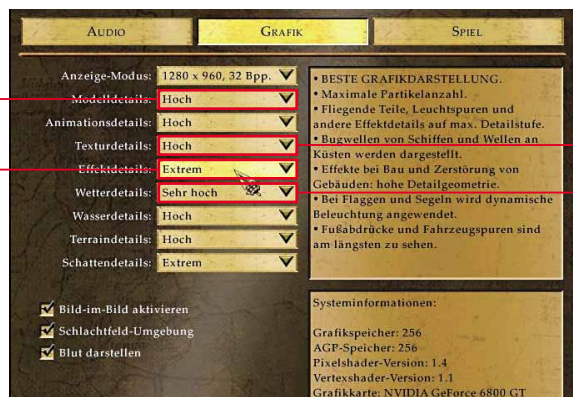 AUDIO
GRAFIK
SPIEL
Anzeige-Modus: 1280 x 960, 32 Bpp.
Modelldetails: Hoch
Animationsdetails: Hoch
Texturdetails: Hoch
Effektdetails: Extrem
Wetterdetails: Sehr hoch
Wasserdetails: Hoch
Terraindetails: Hoch
Schattendetails: Extrem
Bild-im-Bild aktivieren
Schlachtfeld-Umgebung
Blut darstellen
• BESTE GRAFIKDARSTELLUNG.
• Maximale Partikelanzahl.
• Fliegende Teile, Leuchtspuren und
andere Effektdetails auf max. Detailstufe.
• Bugwellen von Schiffen und Wellen an
Küsten werden dargestellt.
• Effekte bei Bau und Zerstörung von
Gebäuden: hohe Detailgeometrie.
• Bei Flaggen und Segeln wird dynamische
Beleuchtung angewendet.
• Fußabdrücke und Fahrzeugspuren sind
am längsten zu sehen.
Systeminformationen:
Grafikspeicher: 256
AGP-Speicher: 256
Pixelshader-Version: 1.4
Vertexshader-Version: 1.1
Grafikkarte: NVIDIA GeForce 6800 GT